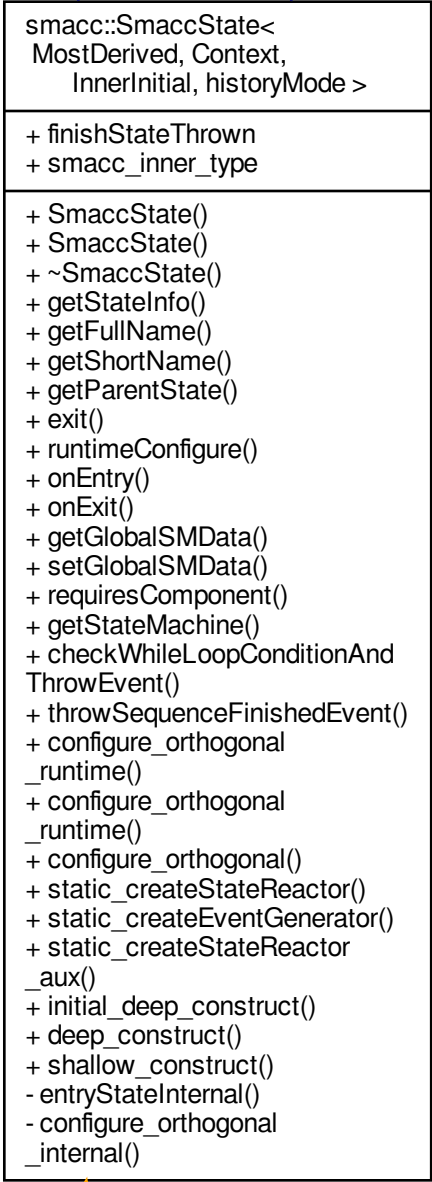 smacc::SmaccState<
MostDerived, Context,
InnerInitial, historyMode >
+ finishStateThrown
+ smacc_inner_type
+ SmaccState()
+ SmaccState()
+ ~SmaccState()
+ getStateInfo()
+ getFullName()
+ getShortName()
+ getParentState()
+ exit()
+ runtimeConfigure()
+ onEntry()
+ onExit()
+ getGlobalSMData()
+ setGlobalSMData()
+ requiresComponent()
+ getStateMachine()
+ checkWhileLoopConditionAnd
ThrowEvent()
+ throwSequenceFinishedEvent()
+ configure_orthogonal
_runtime()
+ configure_orthogonal
_runtime()
+ configure_orthogonal()
+ static_createStateReactor()
+ static_createEventGenerator()
+ static_createStateReactor
_aux()
+ initial_deep_construct()
+ deep_construct()
+ shallow_construct()
- entryStateInternal()
- configure_orthogonal
_internal()